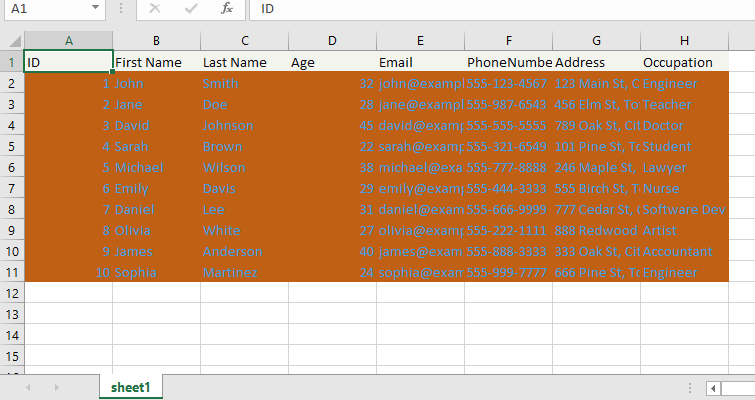 A1 fx ID
A B C D E F G H
1 ID First Name Last Name Age Email PhoneNumbe Address Occupation
2 1 John Smith 32 john@exampl 555-123-4567 123 Main St, C Engineer
3 2 Jane Doe 28 jane@exampl 555-987-6543 456 Elm St, To Teacher
4 3 David Johnson 45 david@examp 555-555-5555 789 Oak St, Cit Doctor
5 4 Sarah Brown 22 sarah@examp 555-321-6549 101 Pine St, To Student
6 5 Michael Wilson 38 michael@exa 555-777-8888 246 Maple St, Lawyer
7 6 Emily Davis 29 emily@examp 555-444-3333 555 Birch St, T Nurse
8 7 Daniel Lee 31 daniel@exam 555-666-9999 777 Cedar St, Software Dev
9 8 Olivia White 27 olivia@examp 555-222-1111 888 Redwood Artist
10 9 James Anderson 40 james@exam 555-888-3333 333 Oak St, Cit Accountant
11 10 Sophia Martinez 24 sophia@exam 555-999-7777 666 Pine St, To Engineer
12
13
14
15
sheet1